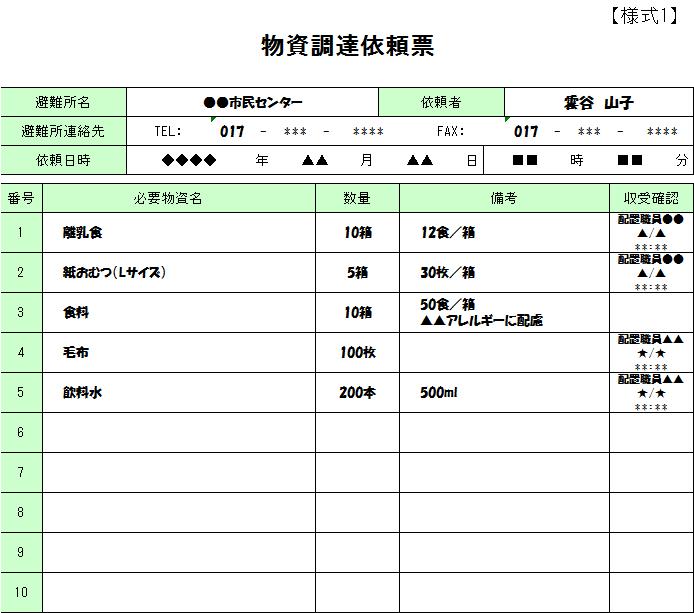 【様式1】
物資調達依頼票
避難所名 ●●市民センター 依頼者 雲谷 山子
避難所連絡先 TEL: 017 - *** - **** FAX: 017 - *** - ****
依頼日時 ◆◆◆◆ 年 ▲▲ 月 ▲▲ 日 ■■ 時 ■■ 分
番号 必要物資名 数量 備考 収受確認
1 離乳食 10箱 12食/箱 配置職員●●
▲/▲
**:**
2 紙おむつ(Lサイズ) 5箱 30枚/箱 配置職員●●
▲/▲
**:**
3 食料 10箱 50食/箱
▲▲アレルギーに配慮
4 毛布 100枚 配置職員▲▲
★/★
**:**
5 飲料水 200本 500ml 配置職員▲▲
★/★
**:**
6
7
8
9
10